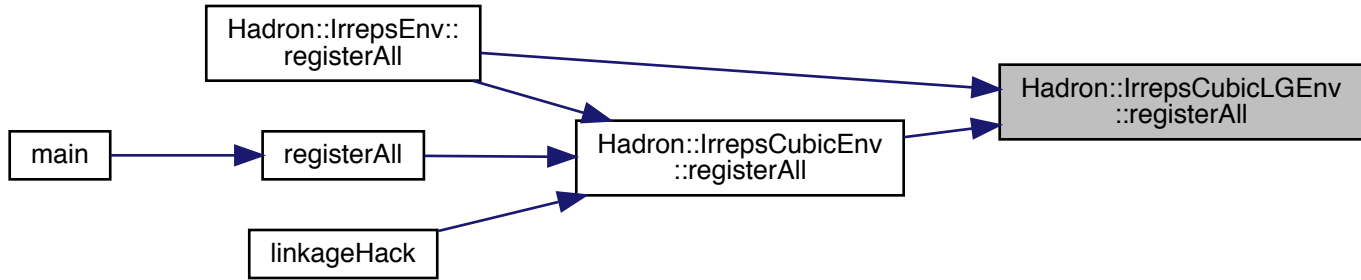 Hadron::IrrepsEnv::
registerAll
Hadron::IrrepsCubicLGEnv
::registerAll
main
registerAll
Hadron::IrrepsCubicEnv
::registerAll
linkageHack